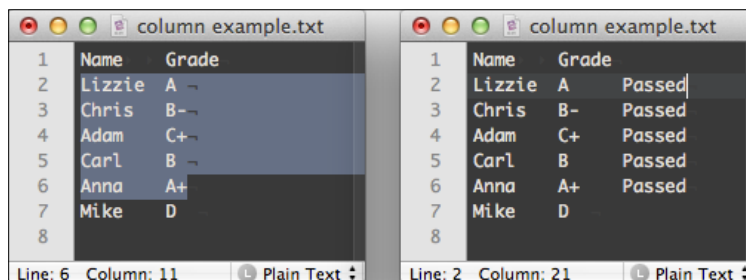 column example.txt
1 Name Grade
2 Lizzie A ¬
3 Chris B-¬
4 Adam C+¬
5 Carl B ¬
6 Anna A+
7 Mike D
8
Line: 6 Column: 11 L Plain Text
column example.txt
1 Name Grade
2 Lizzie A Passed
3 Chris B- Passed
4 Adam C+ Passed
5 Carl B Passed
6 Anna A+ Passed
7 Mike D
8
Line: 2 Column: 21 L Plain Text